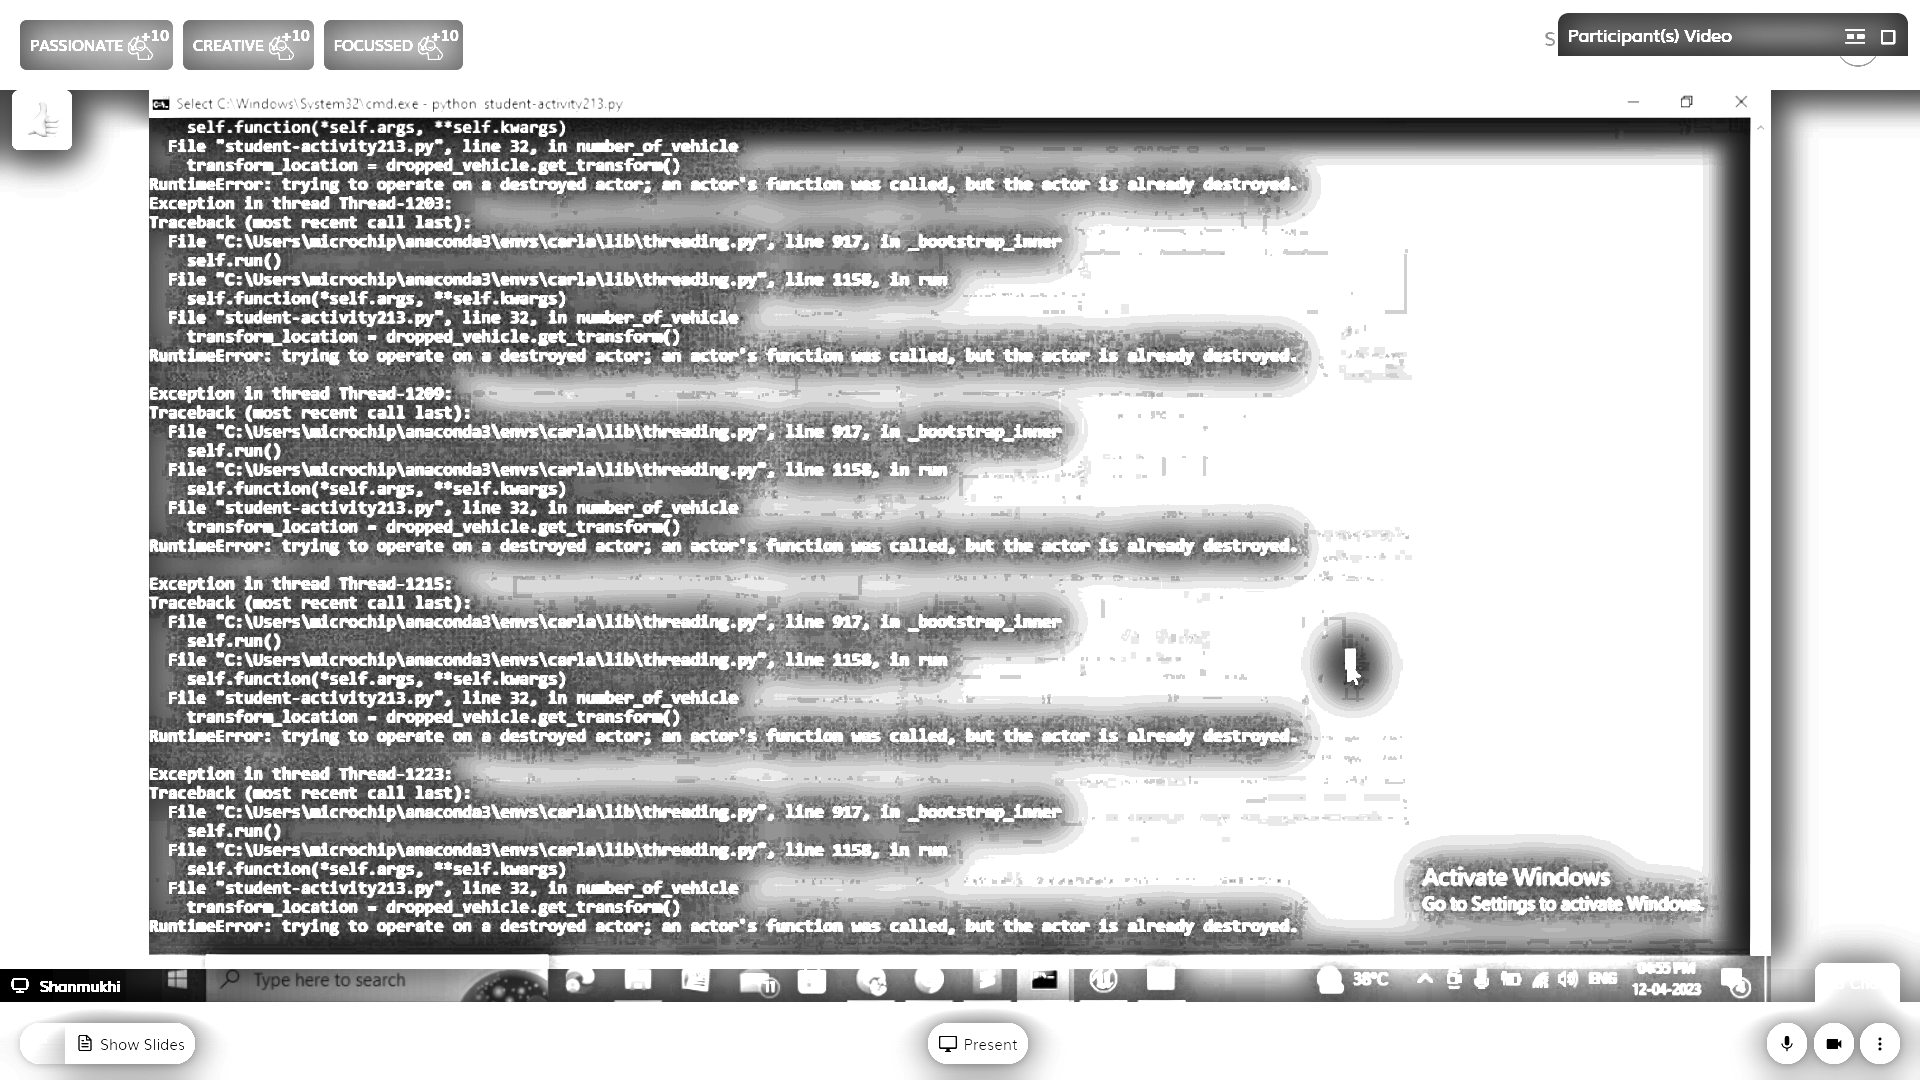 PASSIONATE +10 CREATIVE +10 FOCUSSED +10
S
Participant(s) Video
Select C:\Windows\System32\cmd.exe - python student-activity213.py
self.function(*self.args, **self.kwargs)
File "student-activity213.py", line 32, in number_of_vehicle
transform_location = dropped_vehicle.get_transform()
RuntimeError: trying to operate on a destroyed actor; an actor's function was called, but the actor is already destroyed.
Exception in thread Thread-1203:
Traceback (most recent call last):
File "C:\Users\microchip\anaconda3\envs\carla\lib\threading.py", line 917, in _bootstrap_inner
self.run()
File "C:\Users\microchip\anaconda3\envs\carla\lib\threading.py", line 1158, in run
self.function(*self.args, **self.kwargs)
File "student-activity213.py", line 32, in number_of_vehicle
transform_location = dropped_vehicle.get_transform()
RuntimeError: trying to operate on a destroyed actor; an actor's function was called, but the actor is already destroyed.
Exception in thread Thread-1209:
Traceback (most recent call last):
File "C:\Users\microchip\anaconda3\envs\carla\lib\threading.py", line 917, in _bootstrap_inner
self.run()
File "C:\Users\microchip\anaconda3\envs\carla\lib\threading.py", line 1158, in run
self.function(*self.args, **self.kwargs)
File "student-activity213.py", line 32, in number_of_vehicle
transform_location = dropped_vehicle.get_transform()
RuntimeError: trying to operate on a destroyed actor; an actor's function was called, but the actor is already destroyed.
Exception in thread Thread-1215:
Traceback (most recent call last):
File "C:\Users\microchip\anaconda3\envs\carla\lib\threading.py", line 917, in _bootstrap_inner
self.run()
File "C:\Users\microchip\anaconda3\envs\carla\lib\threading.py", line 1158, in run
self.function(*self.args, **self.kwargs)
File "student-activity213.py", line 32, in number_of_vehicle
transform_location = dropped_vehicle.get_transform()
RuntimeError: trying to operate on a destroyed actor; an actor's function was called, but the actor is already destroyed.
Exception in thread Thread-1223:
Traceback (most recent call last):
File "C:\Users\microchip\anaconda3\envs\carla\lib\threading.py", line 917, in _bootstrap_inner
self.run()
File "C:\Users\microchip\anaconda3\envs\carla\lib\threading.py", line 1158, in run
self.function(*self.args, **self.kwargs)
File "student-activity213.py", line 32, in number_of_vehicle
transform_location = dropped_vehicle.get_transform()
RuntimeError: trying to operate on a destroyed actor; an actor's function was called, but the actor is already destroyed.
Activate Windows
Go to Settings to activate Windows.
Shanmukhi
Type here to search
38°C
ENG
06:55 PM
12-04-2023
Show Slides
Present